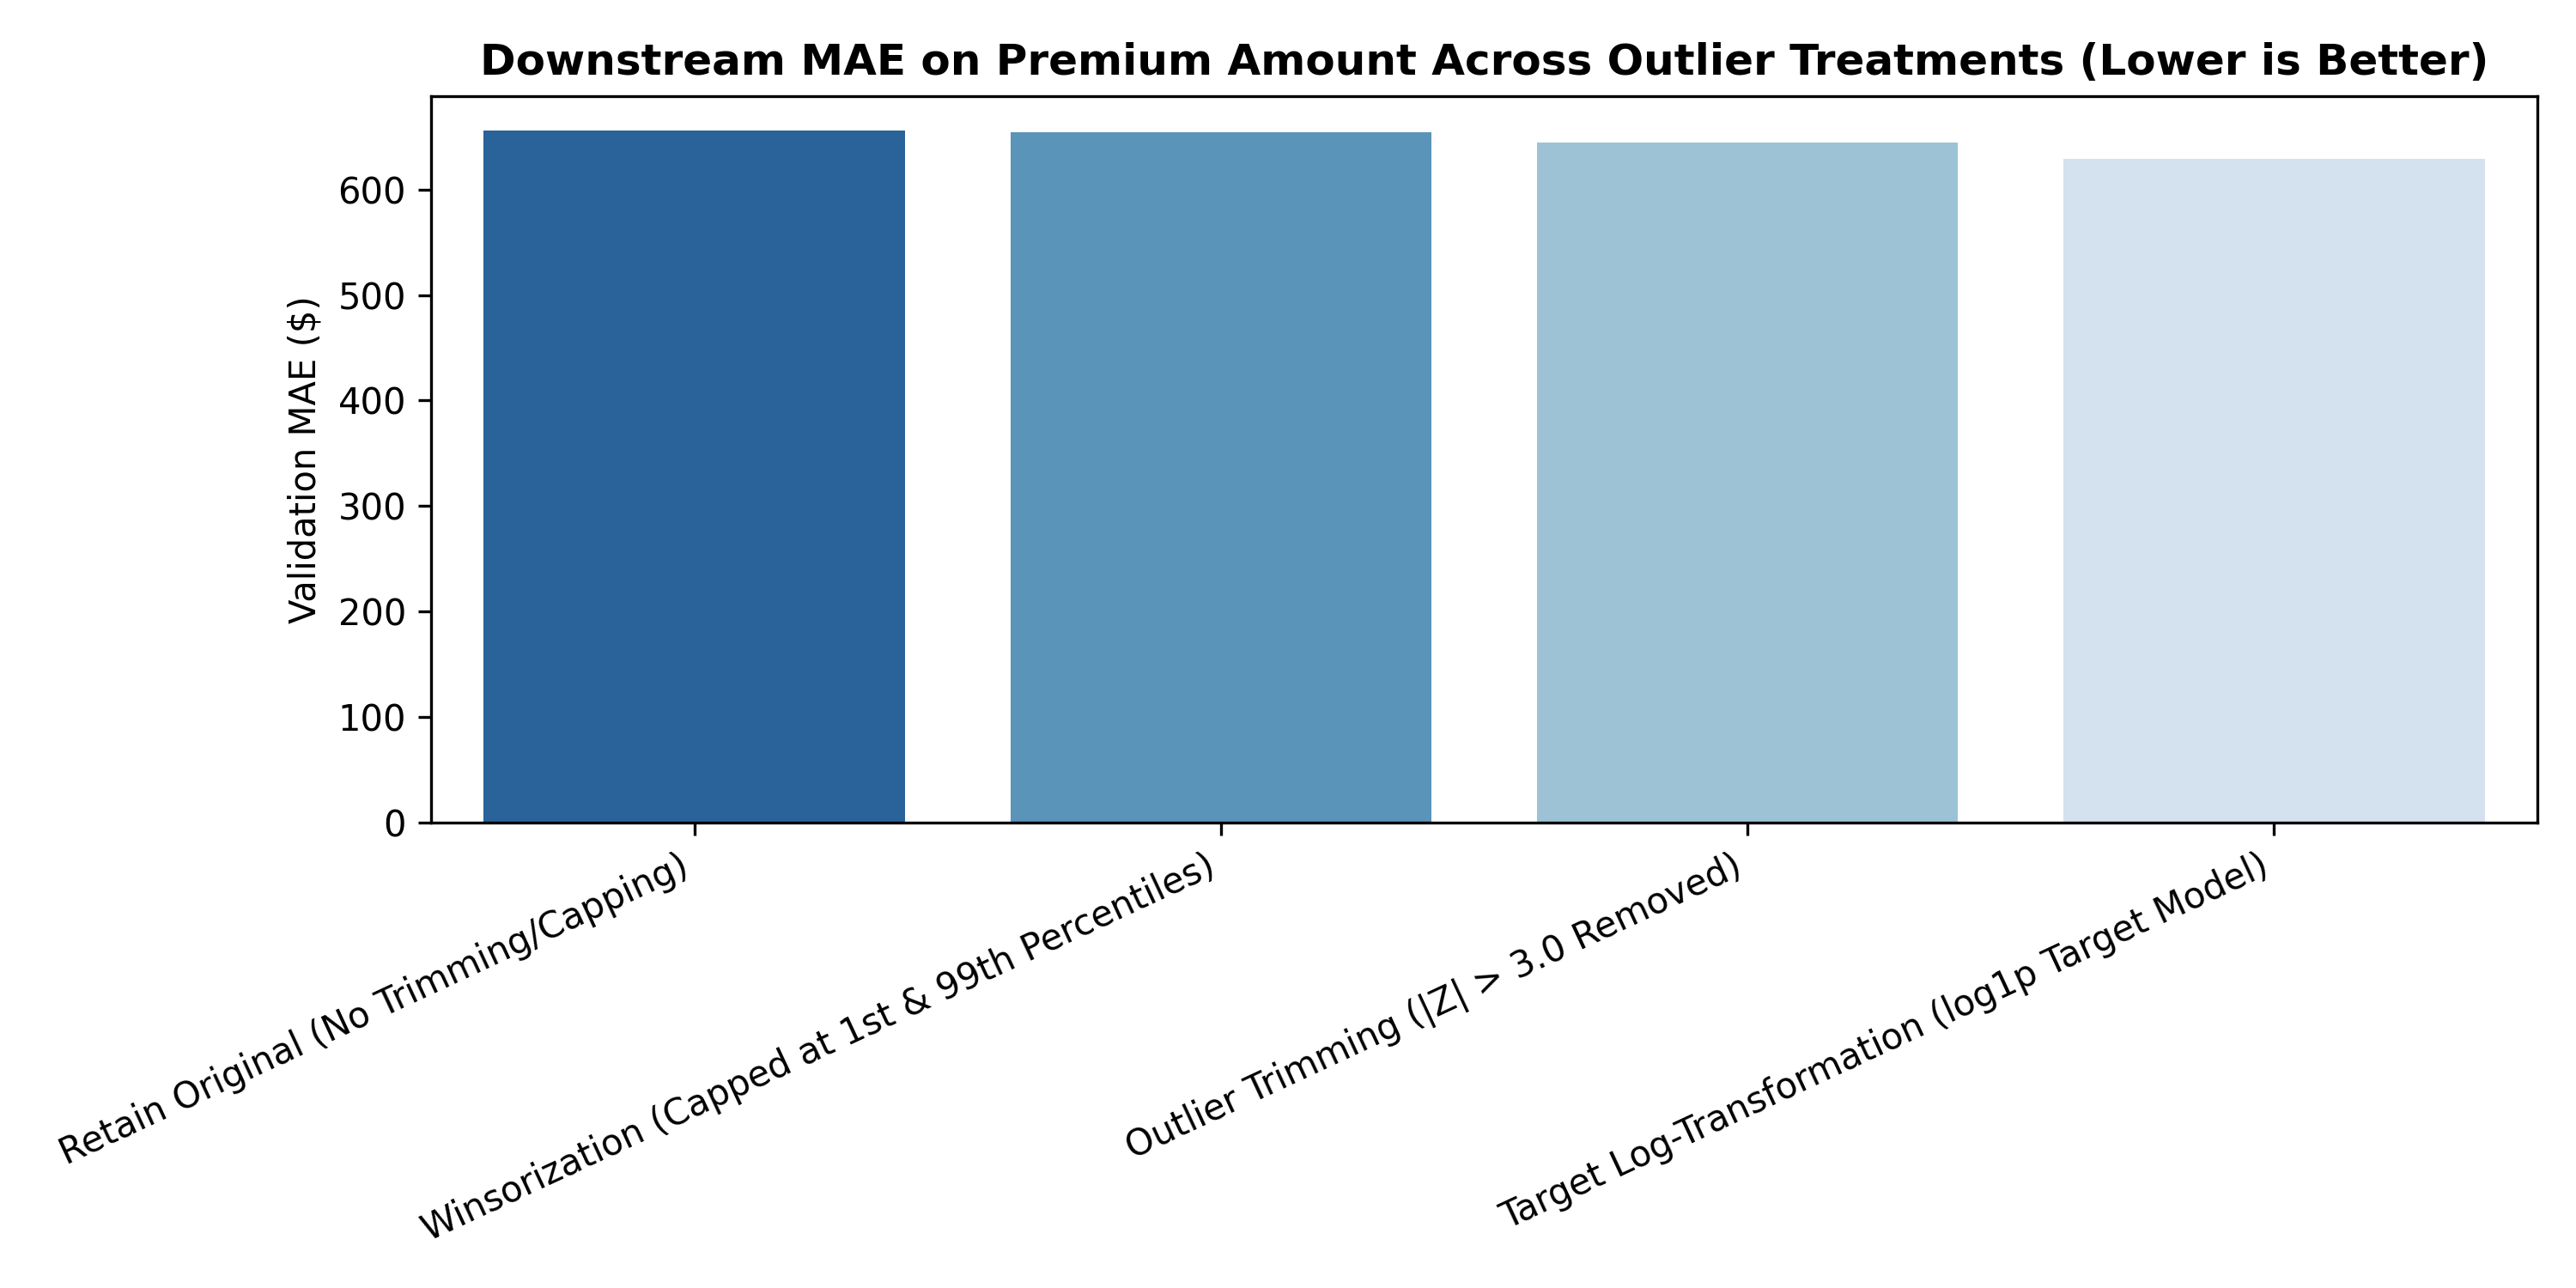 Downstream MAE on Premium Amount Across Outlier Treatments (Lower is Better)
Validation MAE ($)
600
500
400
300
200
100
0
Retain Original (No Trimming/Capping)
Winsorization (Capped at 1st & 99th Percentiles)
Outlier Trimming (|Z| > 3.0 Removed)
Target Log-Transformation (log1p Target Model)